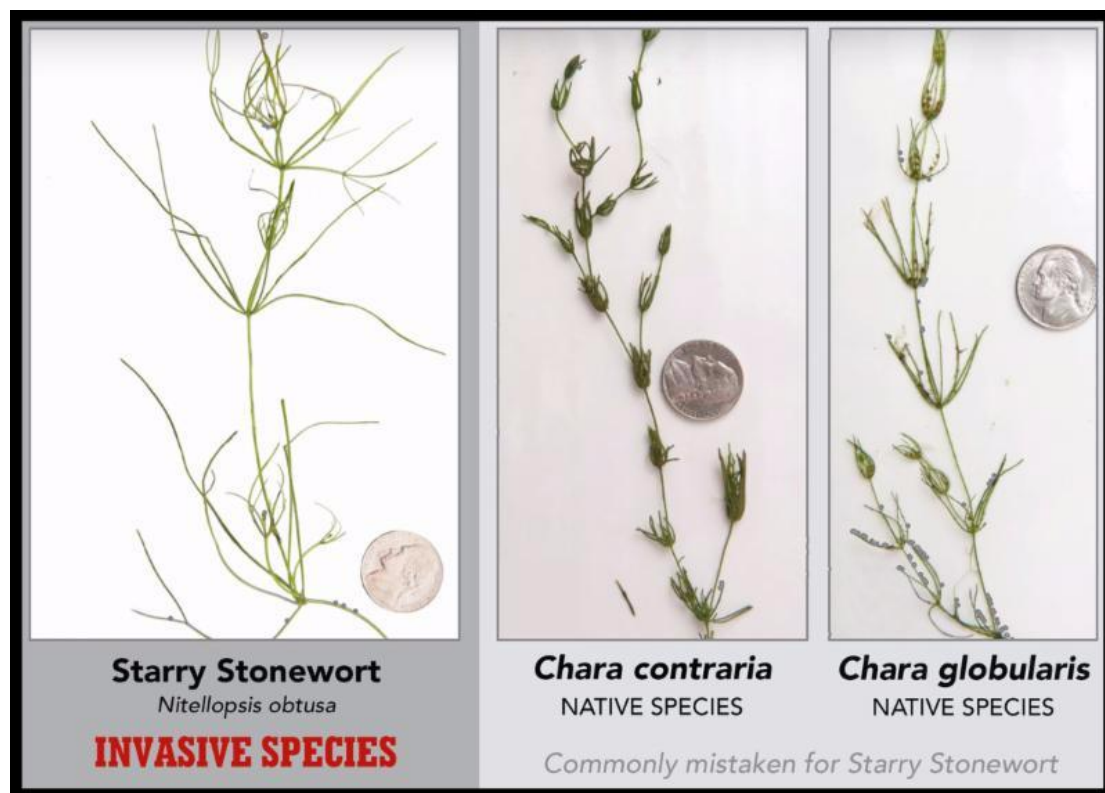 Starry Stonewort
Nitellopsis obtusa
INVASIVE SPECIES
Chara contraria
NATIVE SPECIES
Chara globularis
NATIVE SPECIES
Commonly mistaken for Starry Stonewort